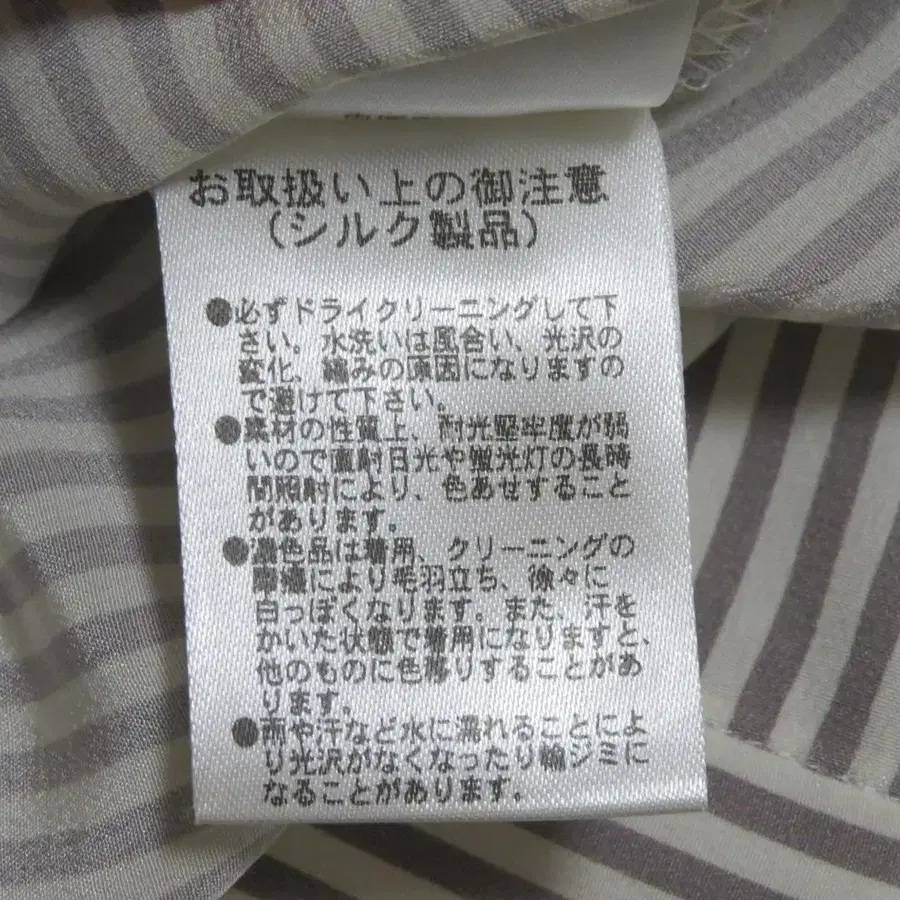 お取扱い上の御注意
(シルク製品)
●必ずドライクリーニングして下
さい。水洗いは風合い、光沢の
変化、縮みの原因になりますの
で避けて下さい。
●素材の性質上、耐光堅牢度が弱
いので直射日光や蛍光灯の長時
間照射により、色あせすること
があります。
●濃色品は着用、クリーニングの
摩擦により毛羽立ち、徐々に
白っぽくなります。また、汗を
かいた状態で着用になりますと、
他のものに色移りすることがあ
ります。
●雨や汗など水に濡れることによ
り光沢がなくなったり輪ジミに
なることがあります。